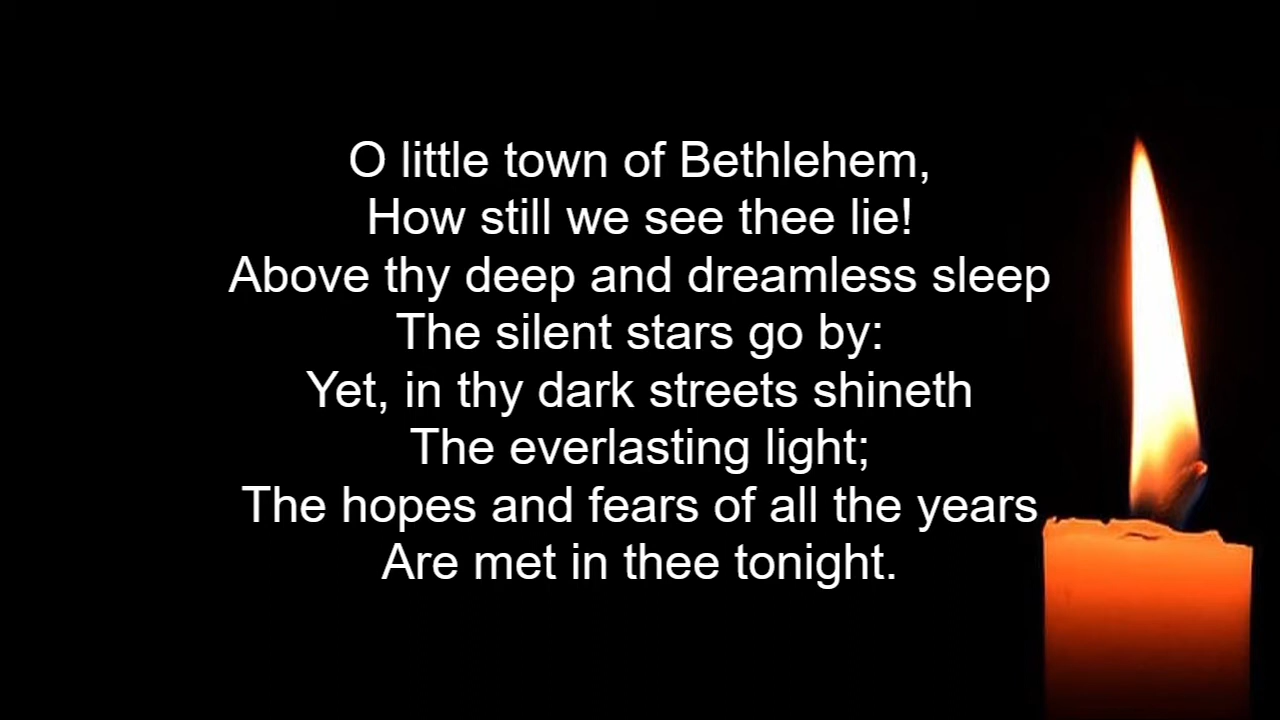 O little town of Bethlehem,
How still we see thee lie!
Above thy deep and dreamless sleep
The silent stars go by:
Yet, in thy dark streets shineth
The everlasting light;
The hopes and fears of all the years
Are met in thee tonight.